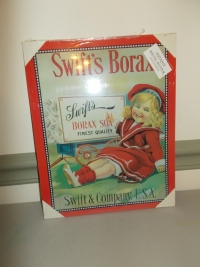 Swift's Borax
Swift's
BORAX SOAP
FINEST QUALITY
Swift & Company, U.S.A.